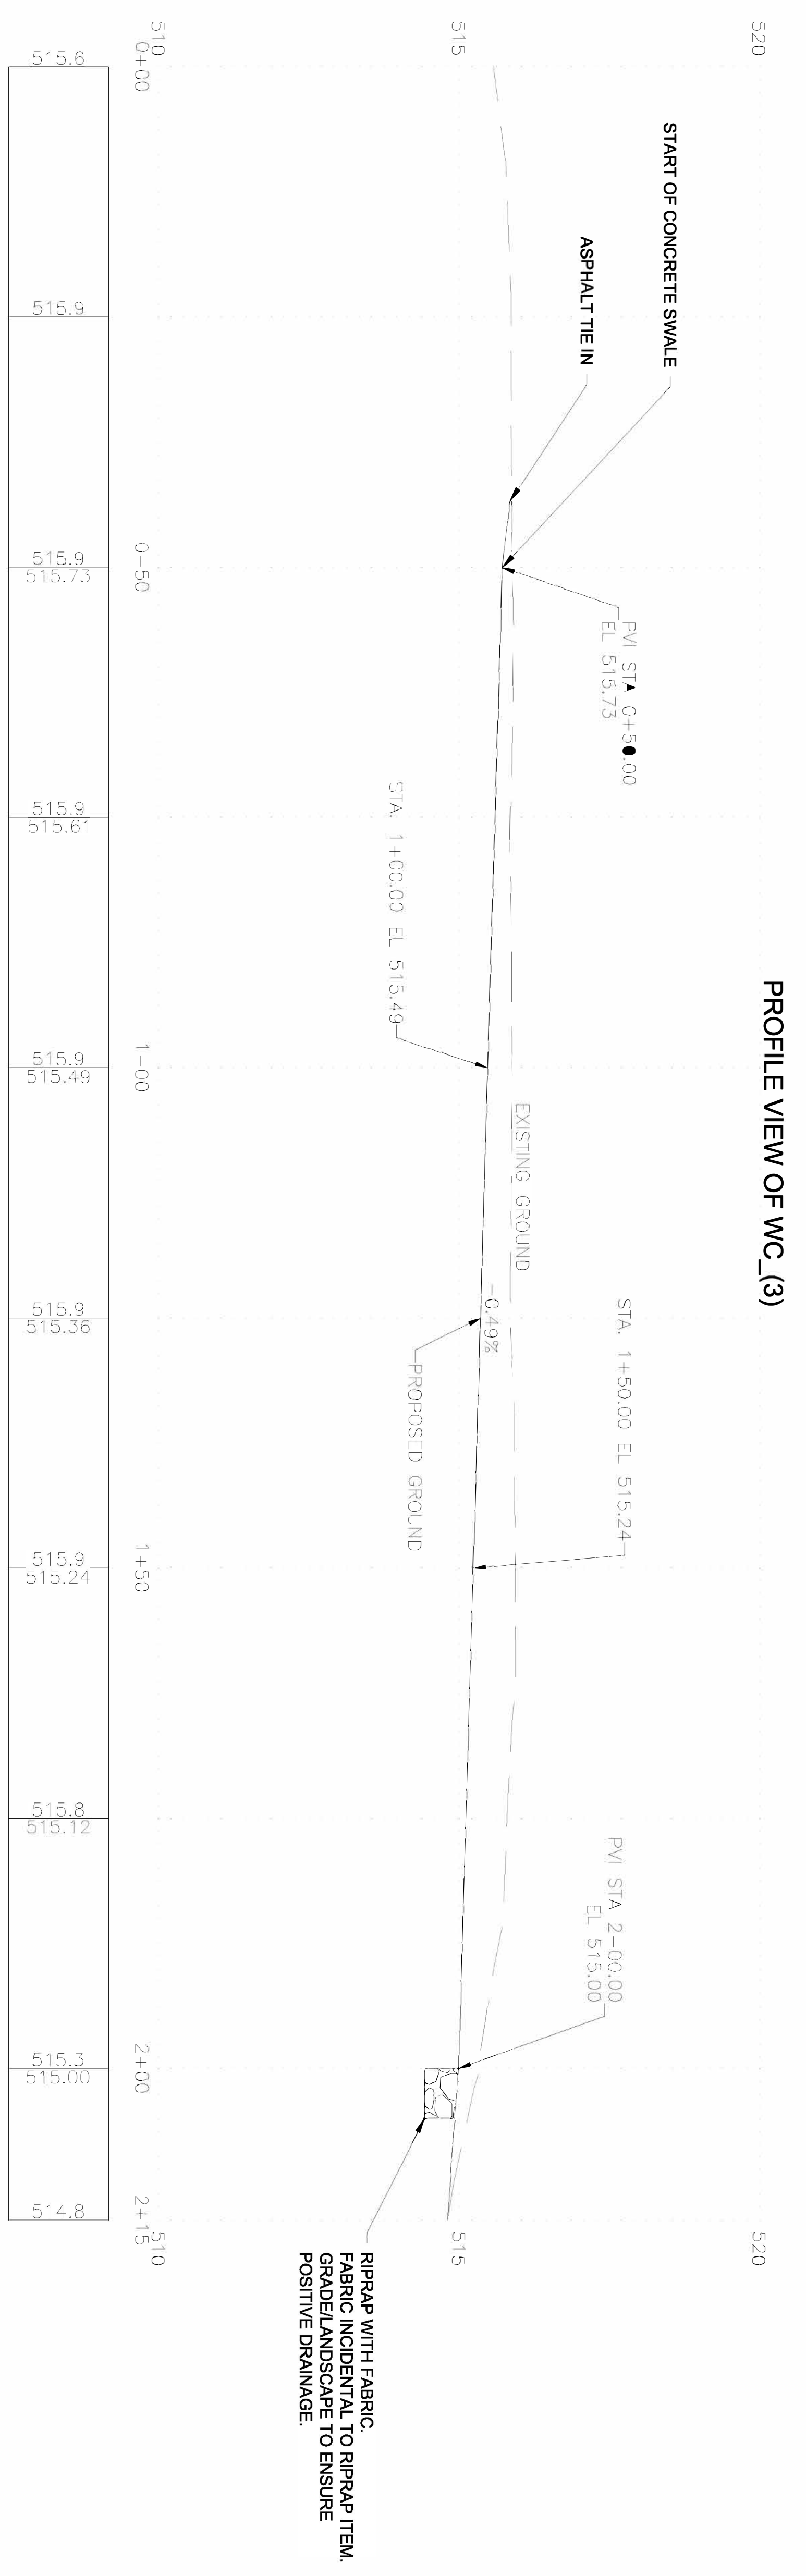 PROFILE VIEW OF WC_(3)
520
520
START OF CONCRETE SWALE
ASPHALT TIE IN
PVI STA 0+50.00
EL 515.73
STA. 1+50.00 EL 515.24
PVI STA 2+00.00
EL 515.00
EXISTING GROUND
-0.49%
515
515
PROPOSED GROUND
STA. 1+00.00 EL 515.49
RIPRAP WITH FABRIC.
FABRIC INCIDENTAL TO RIPRAP ITEM.
GRADE/LANDSCAPE TO ENSURE
POSITIVE DRAINAGE.
510
510
0+00
0+50
1+00
1+50
2+00
2+15
515.6
515.9
515.9
515.73
515.9
515.61
515.9
515.49
515.9
515.36
515.9
515.24
515.8
515.12
515.3
515.00
514.8